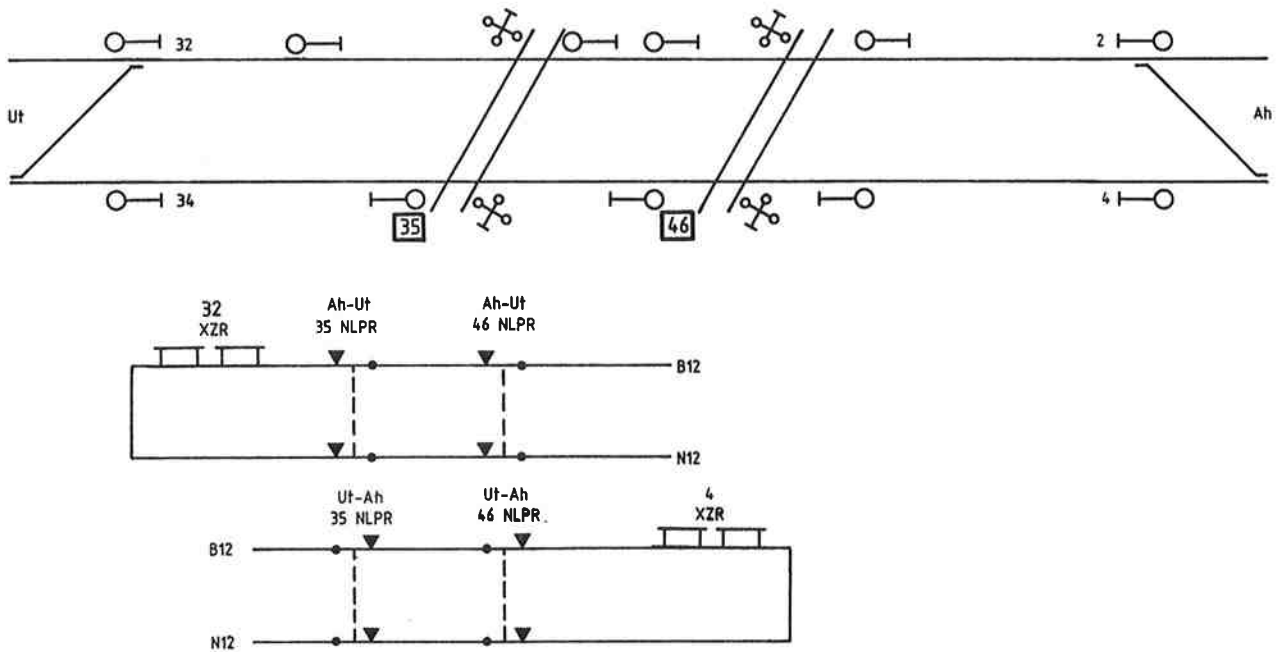 32
2
Ut
Ah
34
4
35
46
32
XZR
Ah-Ut
35 NLPR
Ah-Ut
46 NLPR
B12
N12
Ut-Ah
35 NLPR
Ut-Ah
46 NLPR
4
XZR
B12
N12